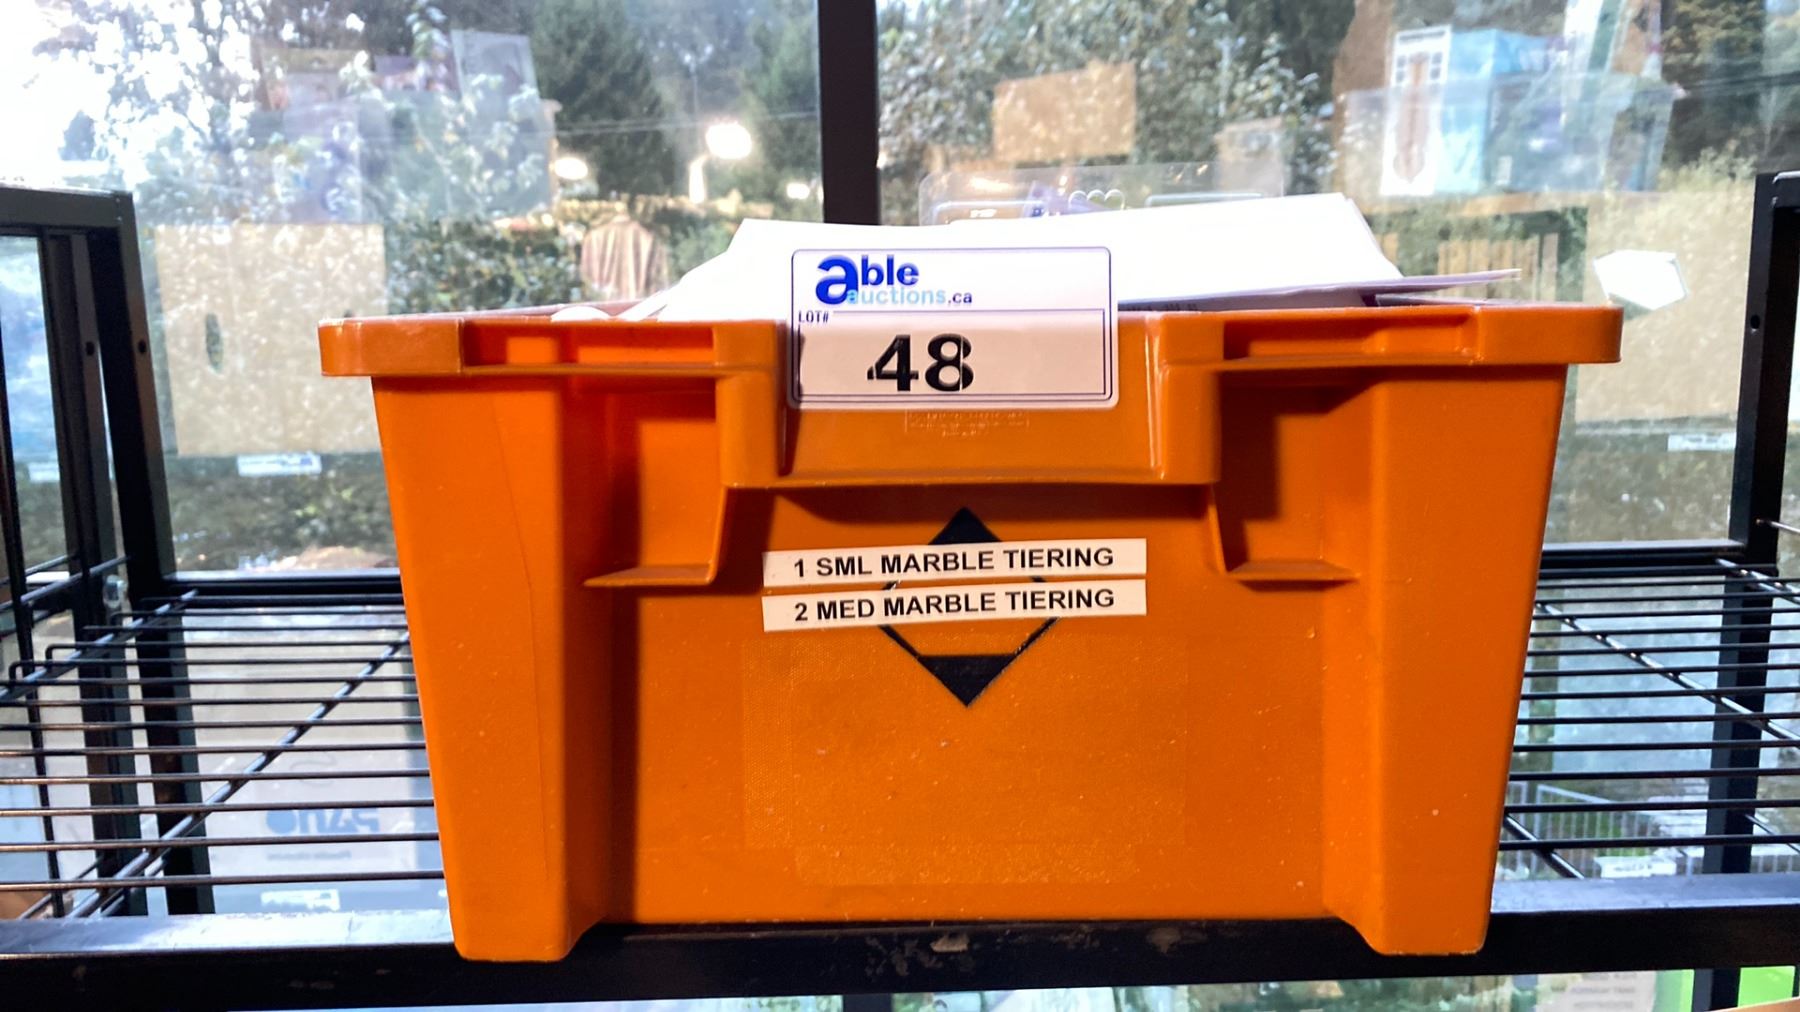 able
auctions.ca
LOT#
48
1 SML MARBLE TIERING
2 MED MARBLE TIERING